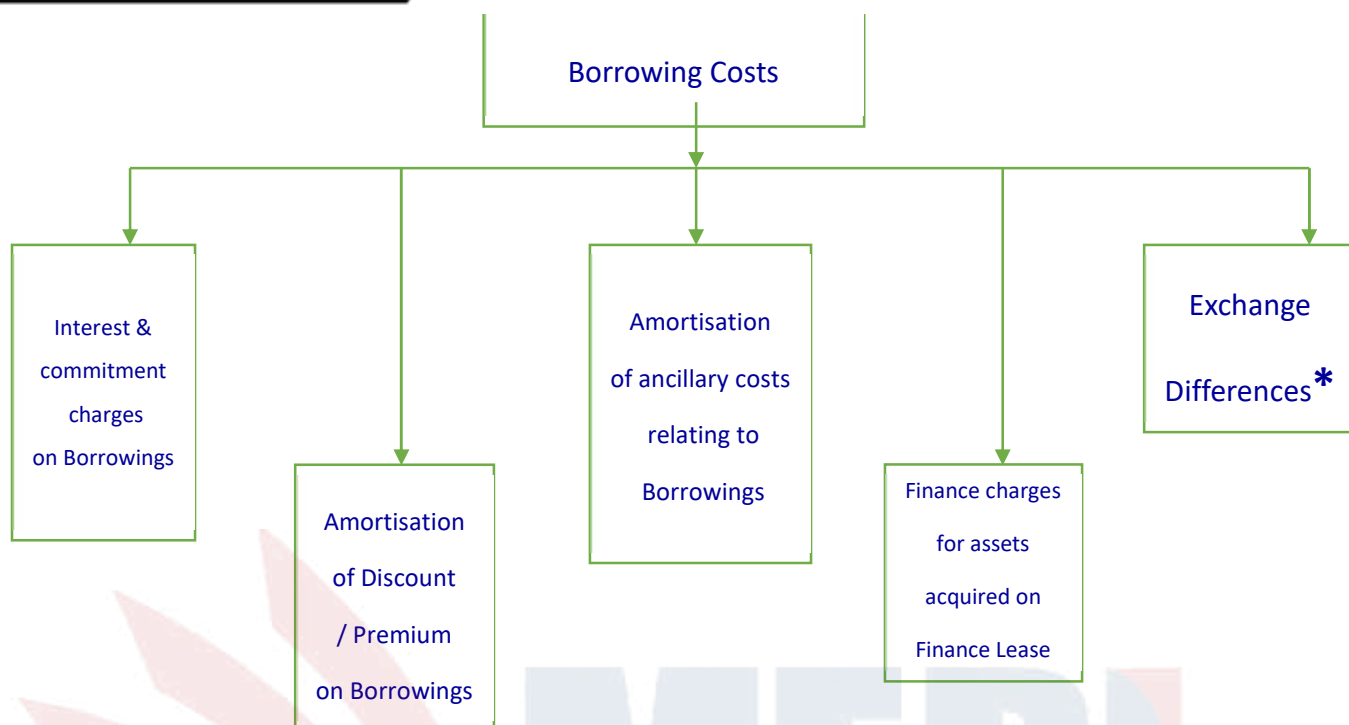 Borrowing Costs
Interest &
commitment
charges
on Borrowings
Amortisation
of Discount
/ Premium
on Borrowings
Amortisation
of ancillary costs
relating to
Borrowings
Finance charges
for assets
acquired on
Finance Lease
Exchange
Differences*